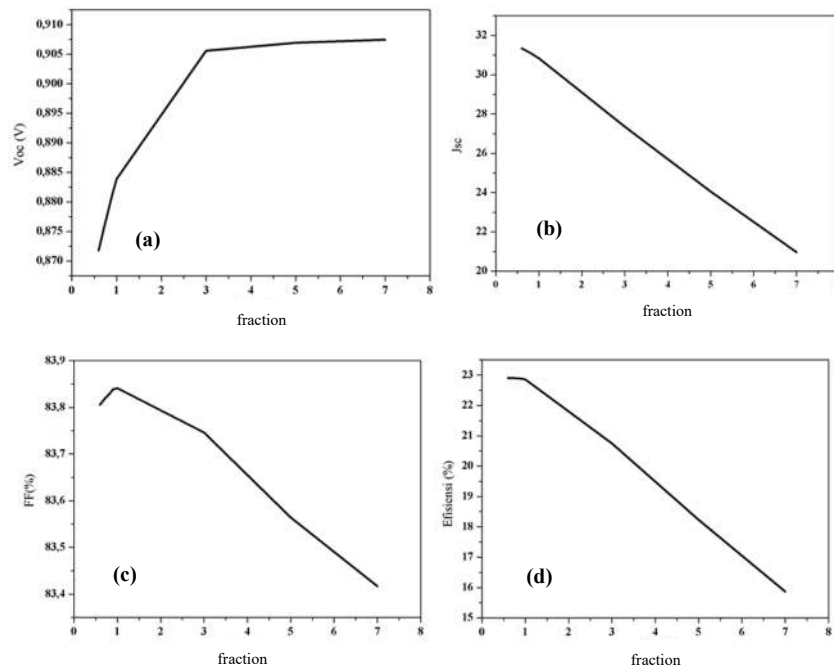 0,910
0,905
0,900
0,895
0,890
0,885
0,880
0,875
0,870
Voc (V)
(a)
0 1 2 3 4 5 6 7 8
fraction
32
30
28
26
24
22
20
Jsc
(b)
0 1 2 3 4 5 6 7
fraction
83,9
83,8
83,7
83,6
83,5
83,4
FF(%)
(c)
0 1 2 3 4 5 6 7 8
fraction
23
22
21
20
19
18
17
16
15
Efisiensi (%)
(d)
0 1 2 3 4 5 6 7 8
fraction